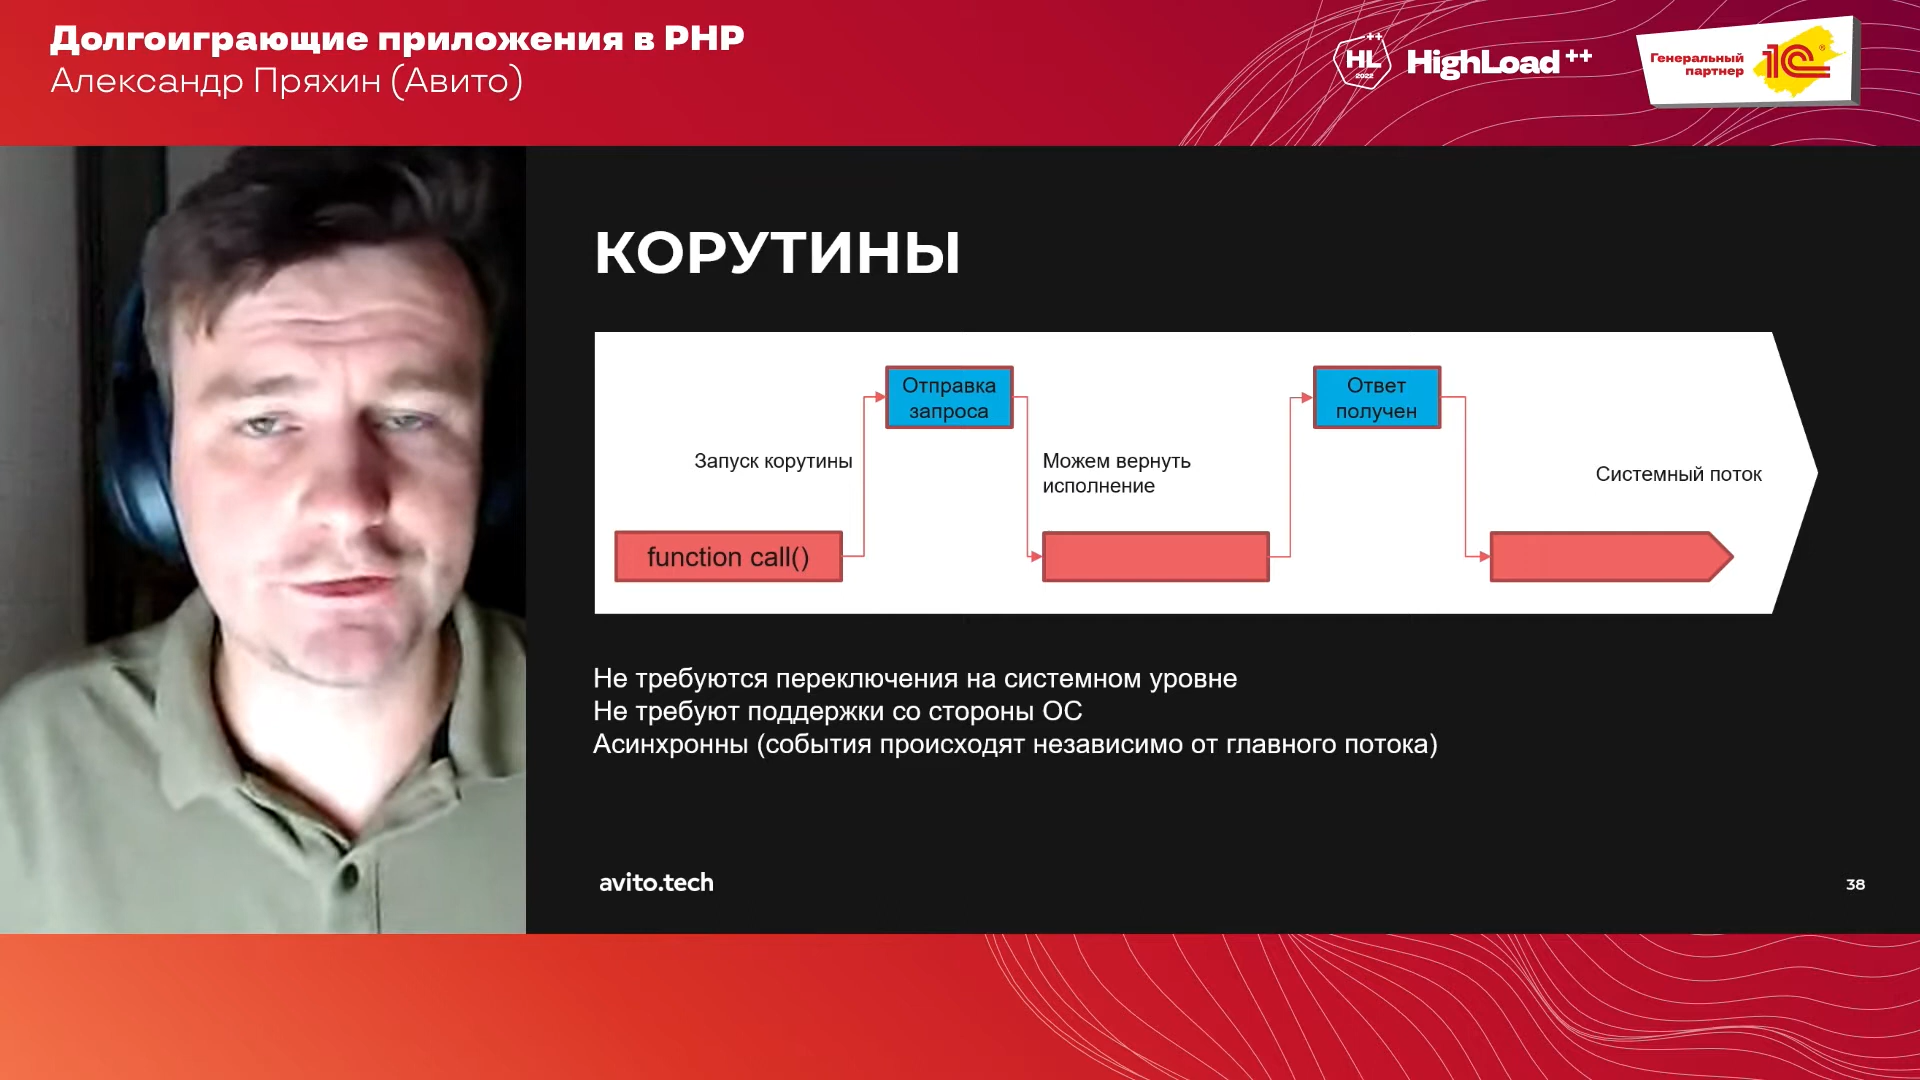 Долгоиграющие приложения в PHP
Александр Пряхин (Авито)
++
HL
2022
HighLoad++
Генеральный
партнер
1С
®
КОРУТИНЫ
Отправка
запроса
Ответ
получен
Запуск корутины
Можем вернуть
исполнение
Системный поток
function call()
Не требуются переключения на системном уровне
Не требуют поддержки со стороны ОС
Асинхронны (события происходят независимо от главного потока)
avito.tech
38